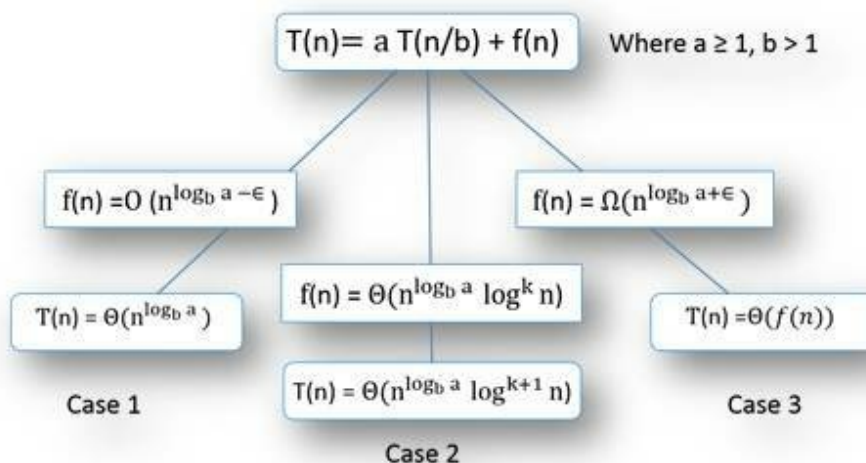 T(n)= a T(n/b) + f(n)
Where a ≥ 1, b > 1
f(n) =O (n^{log_b a −∈} )
f(n) = Ω(n^{log_b a+∈} )
f(n) = Θ(n^{log_b a} log^k n)
T(n) = Θ(n^{log_b a} )
T(n) =Θ(f(n))
T(n) = Θ(n^{log_b a} log^{k+1} n)
Case 1
Case 3
Case 2